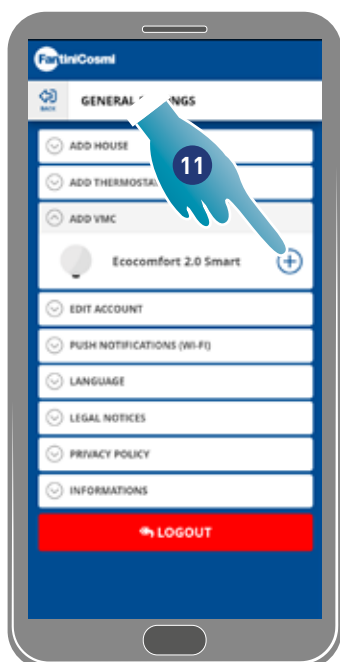 FantiniCosmi
BACK
GENERAL NGS
ADD HOUSE
ADD THERMOSTA
11
ADD VMC
Ecocomfort 2.0 Smart
EDIT ACCOUNT
PUSH NOTIFICATIONS (WI-FI)
LANGUAGE
LEGAL NOTICES
PRIVACY POLICY
INFORMATIONS
LOGOUT